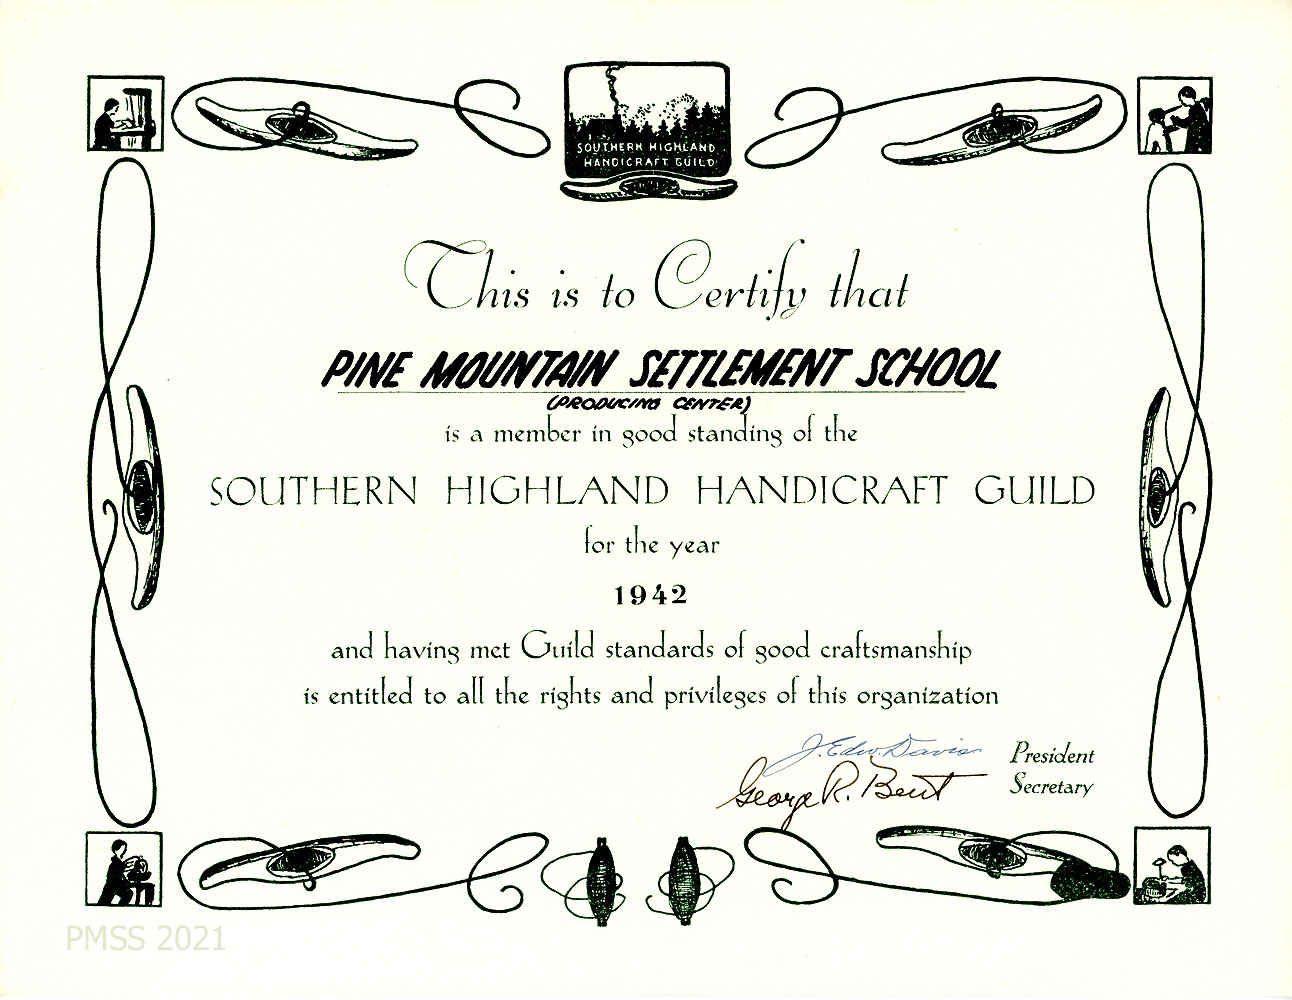 SOUTHERN HIGHLAND
HANDICRAFT GUILD
This is to Certify that
PINE MOUNTAIN SETTLEMENT SCHOOL
(PRODUCING CENTER)
is a member in good standing of the
SOUTHERN HIGHLAND HANDICRAFT GUILD
for the year
1942
and having met Guild standards of good craftsmanship
is entitled to all the rights and privileges of this organization
J. Edw. Davis President
George R. Bent Secretary
PMSS 2021